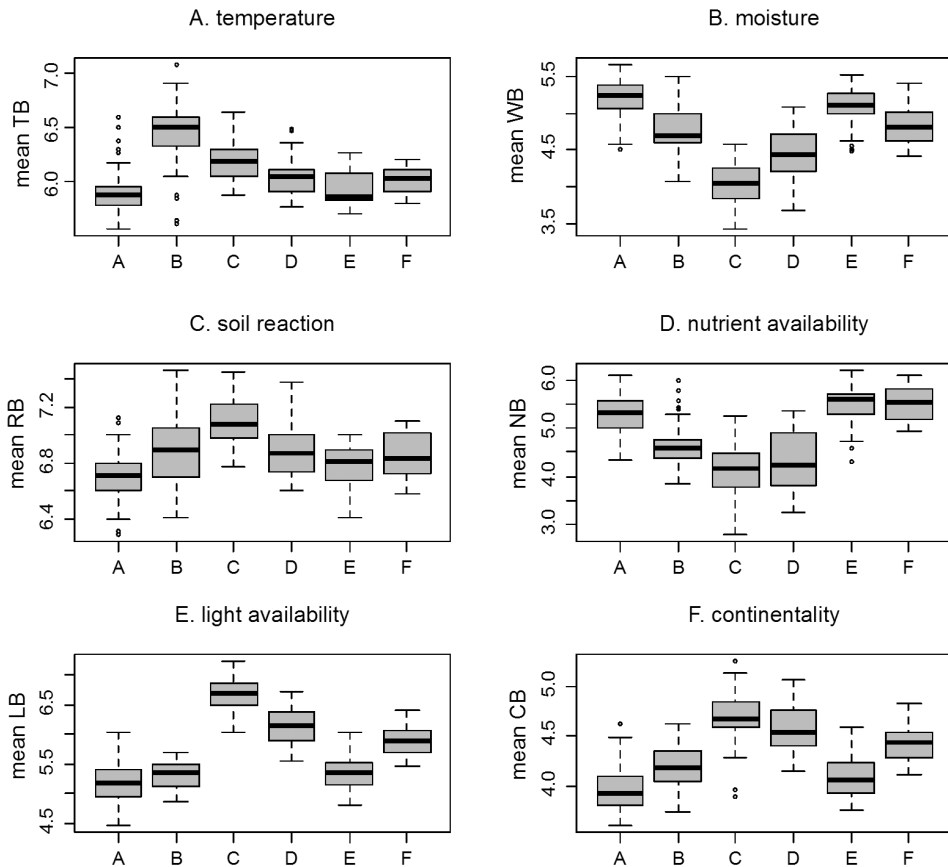 A. temperature
mean TB
7.0
6.5
6.0
A B C D E F
B. moisture
mean WB
5.5
4.5
3.5
A B C D E F
C. soil reaction
mean RB
7.2
6.8
6.4
A B C D E F
D. nutrient availability
mean NB
6.0
5.0
4.0
3.0
A B C D E F
E. light availability
mean LB
6.5
5.5
4.5
A B C D E F
F. continentality
mean CB
5.0
4.5
4.0
A B C D E F